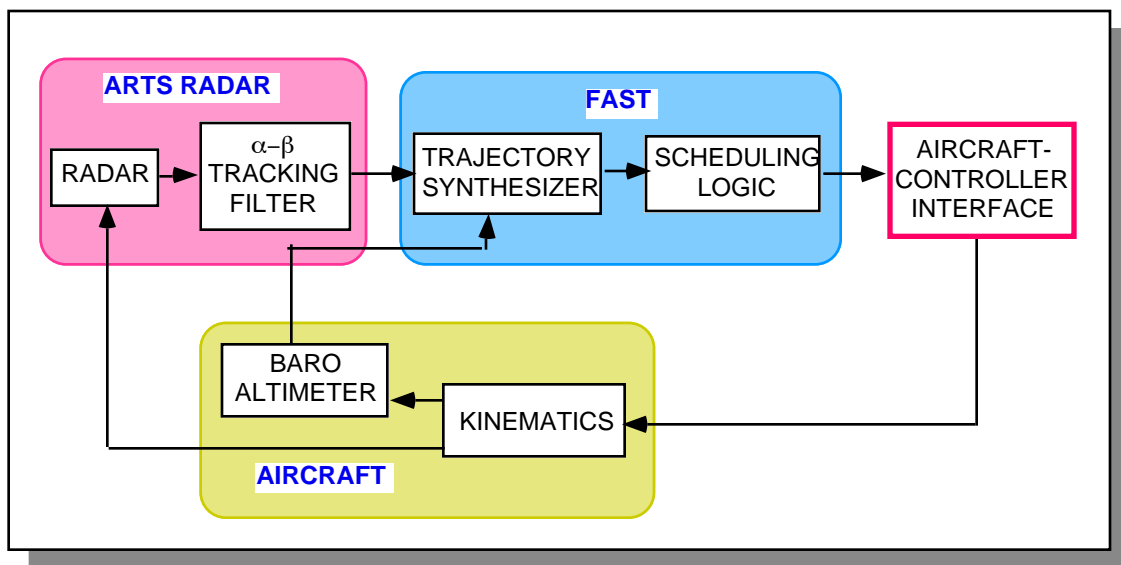 ARTS RADAR
FAST
RADAR
α–β
TRACKING
FILTER
TRAJECTORY
SYNTHESIZER
SCHEDULING
LOGIC
AIRCRAFT-
CONTROLLER
INTERFACE
BARO
ALTIMETER
KINEMATICS
AIRCRAFT